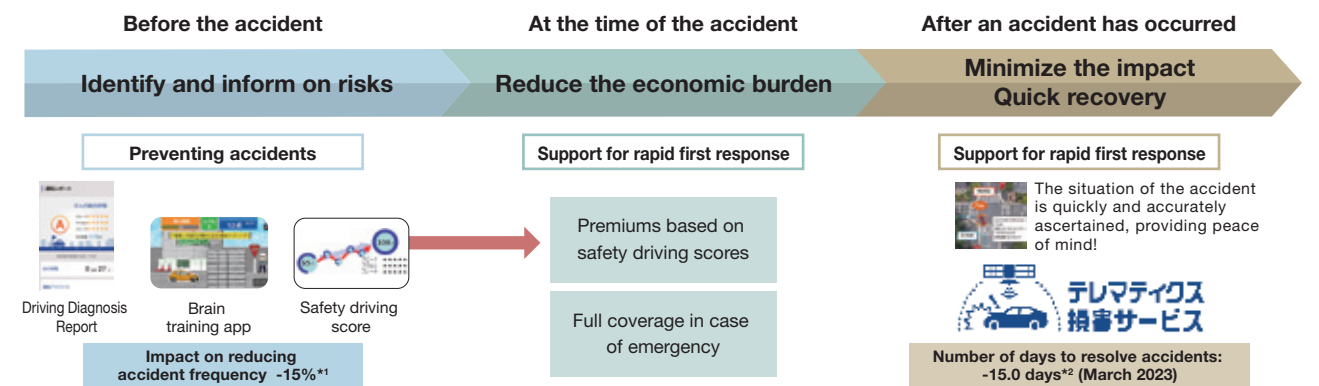 Before the accident
At the time of the accident
After an accident has occurred
Identify and inform on risks
Reduce the economic burden
Minimize the impact
Quick recovery
Preventing accidents
Support for rapid first response
Support for rapid first response
A
Driving Diagnosis
Report
Brain
training app
Safety driving
score
Impact on reducing
accident frequency -15%*1
Premiums based on
safety driving scores
Full coverage in case
of emergency
The situation of the accident
is quickly and accurately
ascertained, providing peace
of mind!
テレマティクス
損害サービス
Number of days to resolve accidents:
-15.0 days*2 (March 2023)